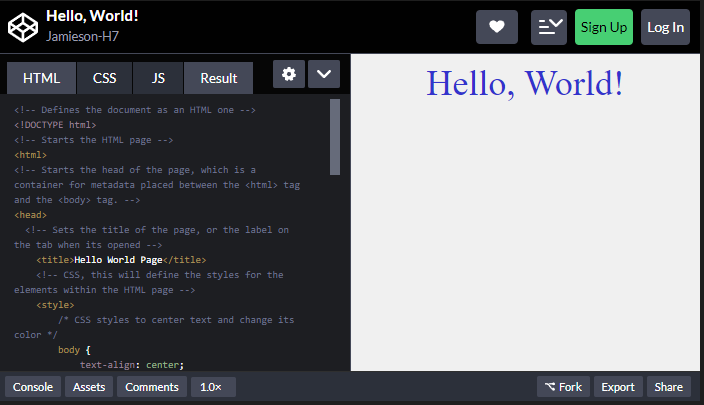 Hello, World!
Jamieson-H7
Sign Up
Log In
HTML
CSS
JS
Result
<!-- Defines the document as an HTML one -->
<!DOCTYPE html>
<!-- Starts the HTML page -->
<html>
<!-- Starts the head of the page, which is a
container for metadata placed between the <html> tag
and the <body> tag. -->
<head>
<!-- Sets the title of the page, or the label on
the tab when its opened -->
<title>Hello World Page</title>
<!-- CSS, this will define the styles for the
elements within the HTML page -->
<style>
/* CSS styles to center text and change its
color */
body {
text-align: center;
Hello, World!
Console
Assets
Comments
1.0×
Fork
Export
Share